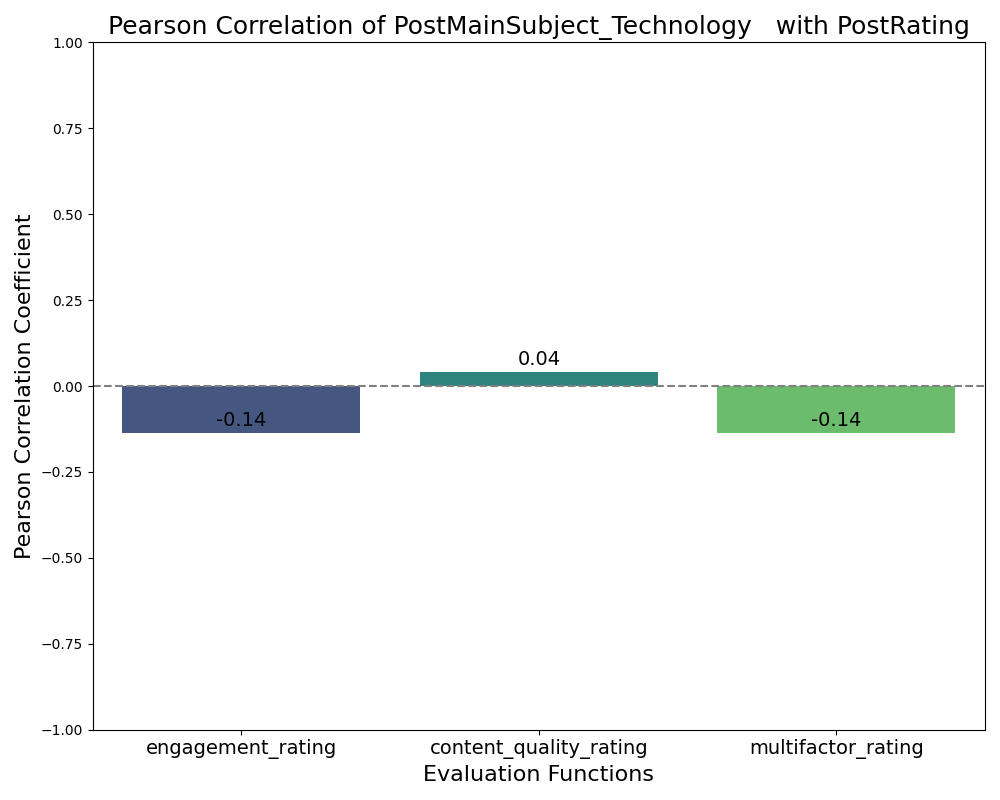 Pearson Correlation of PostMainSubject_Technology   with PostRating
Pearson Correlation Coefficient
1.00
0.75
0.50
0.25
0.00
−0.25
−0.50
−0.75
−1.00
-0.14
0.04
-0.14
engagement_rating
content_quality_rating
multifactor_rating
Evaluation Functions